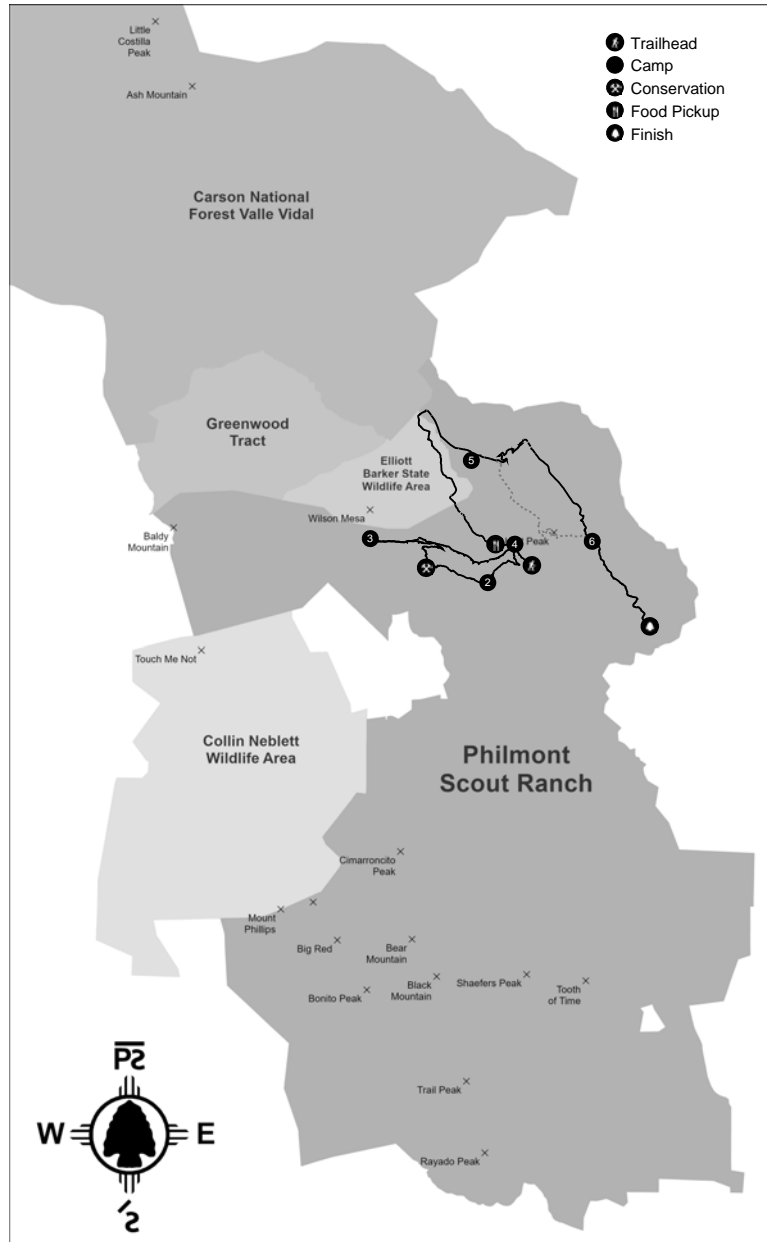 Little
Costilla
Peak
Trailhead
Camp
Conservation
Food Pickup
Finish
Ash Mountain
Carson National
Forest Valle Vidal
Greenwood
Tract
Elliott
Barker State
Wildlife Area
5
Wilson Mesa
Baldy
Mountain
3
4
Peak
6
2
Touch Me Not
Collin Neblett
Wildlife Area
Philmont
Scout Ranch
Cimarroncito
Peak
Mount
Phillips
Big Red
Bear
Mountain
Bonito Peak
Black
Mountain
Shaefers Peak
Tooth
of Time
Trail Peak
Rayado Peak
W E